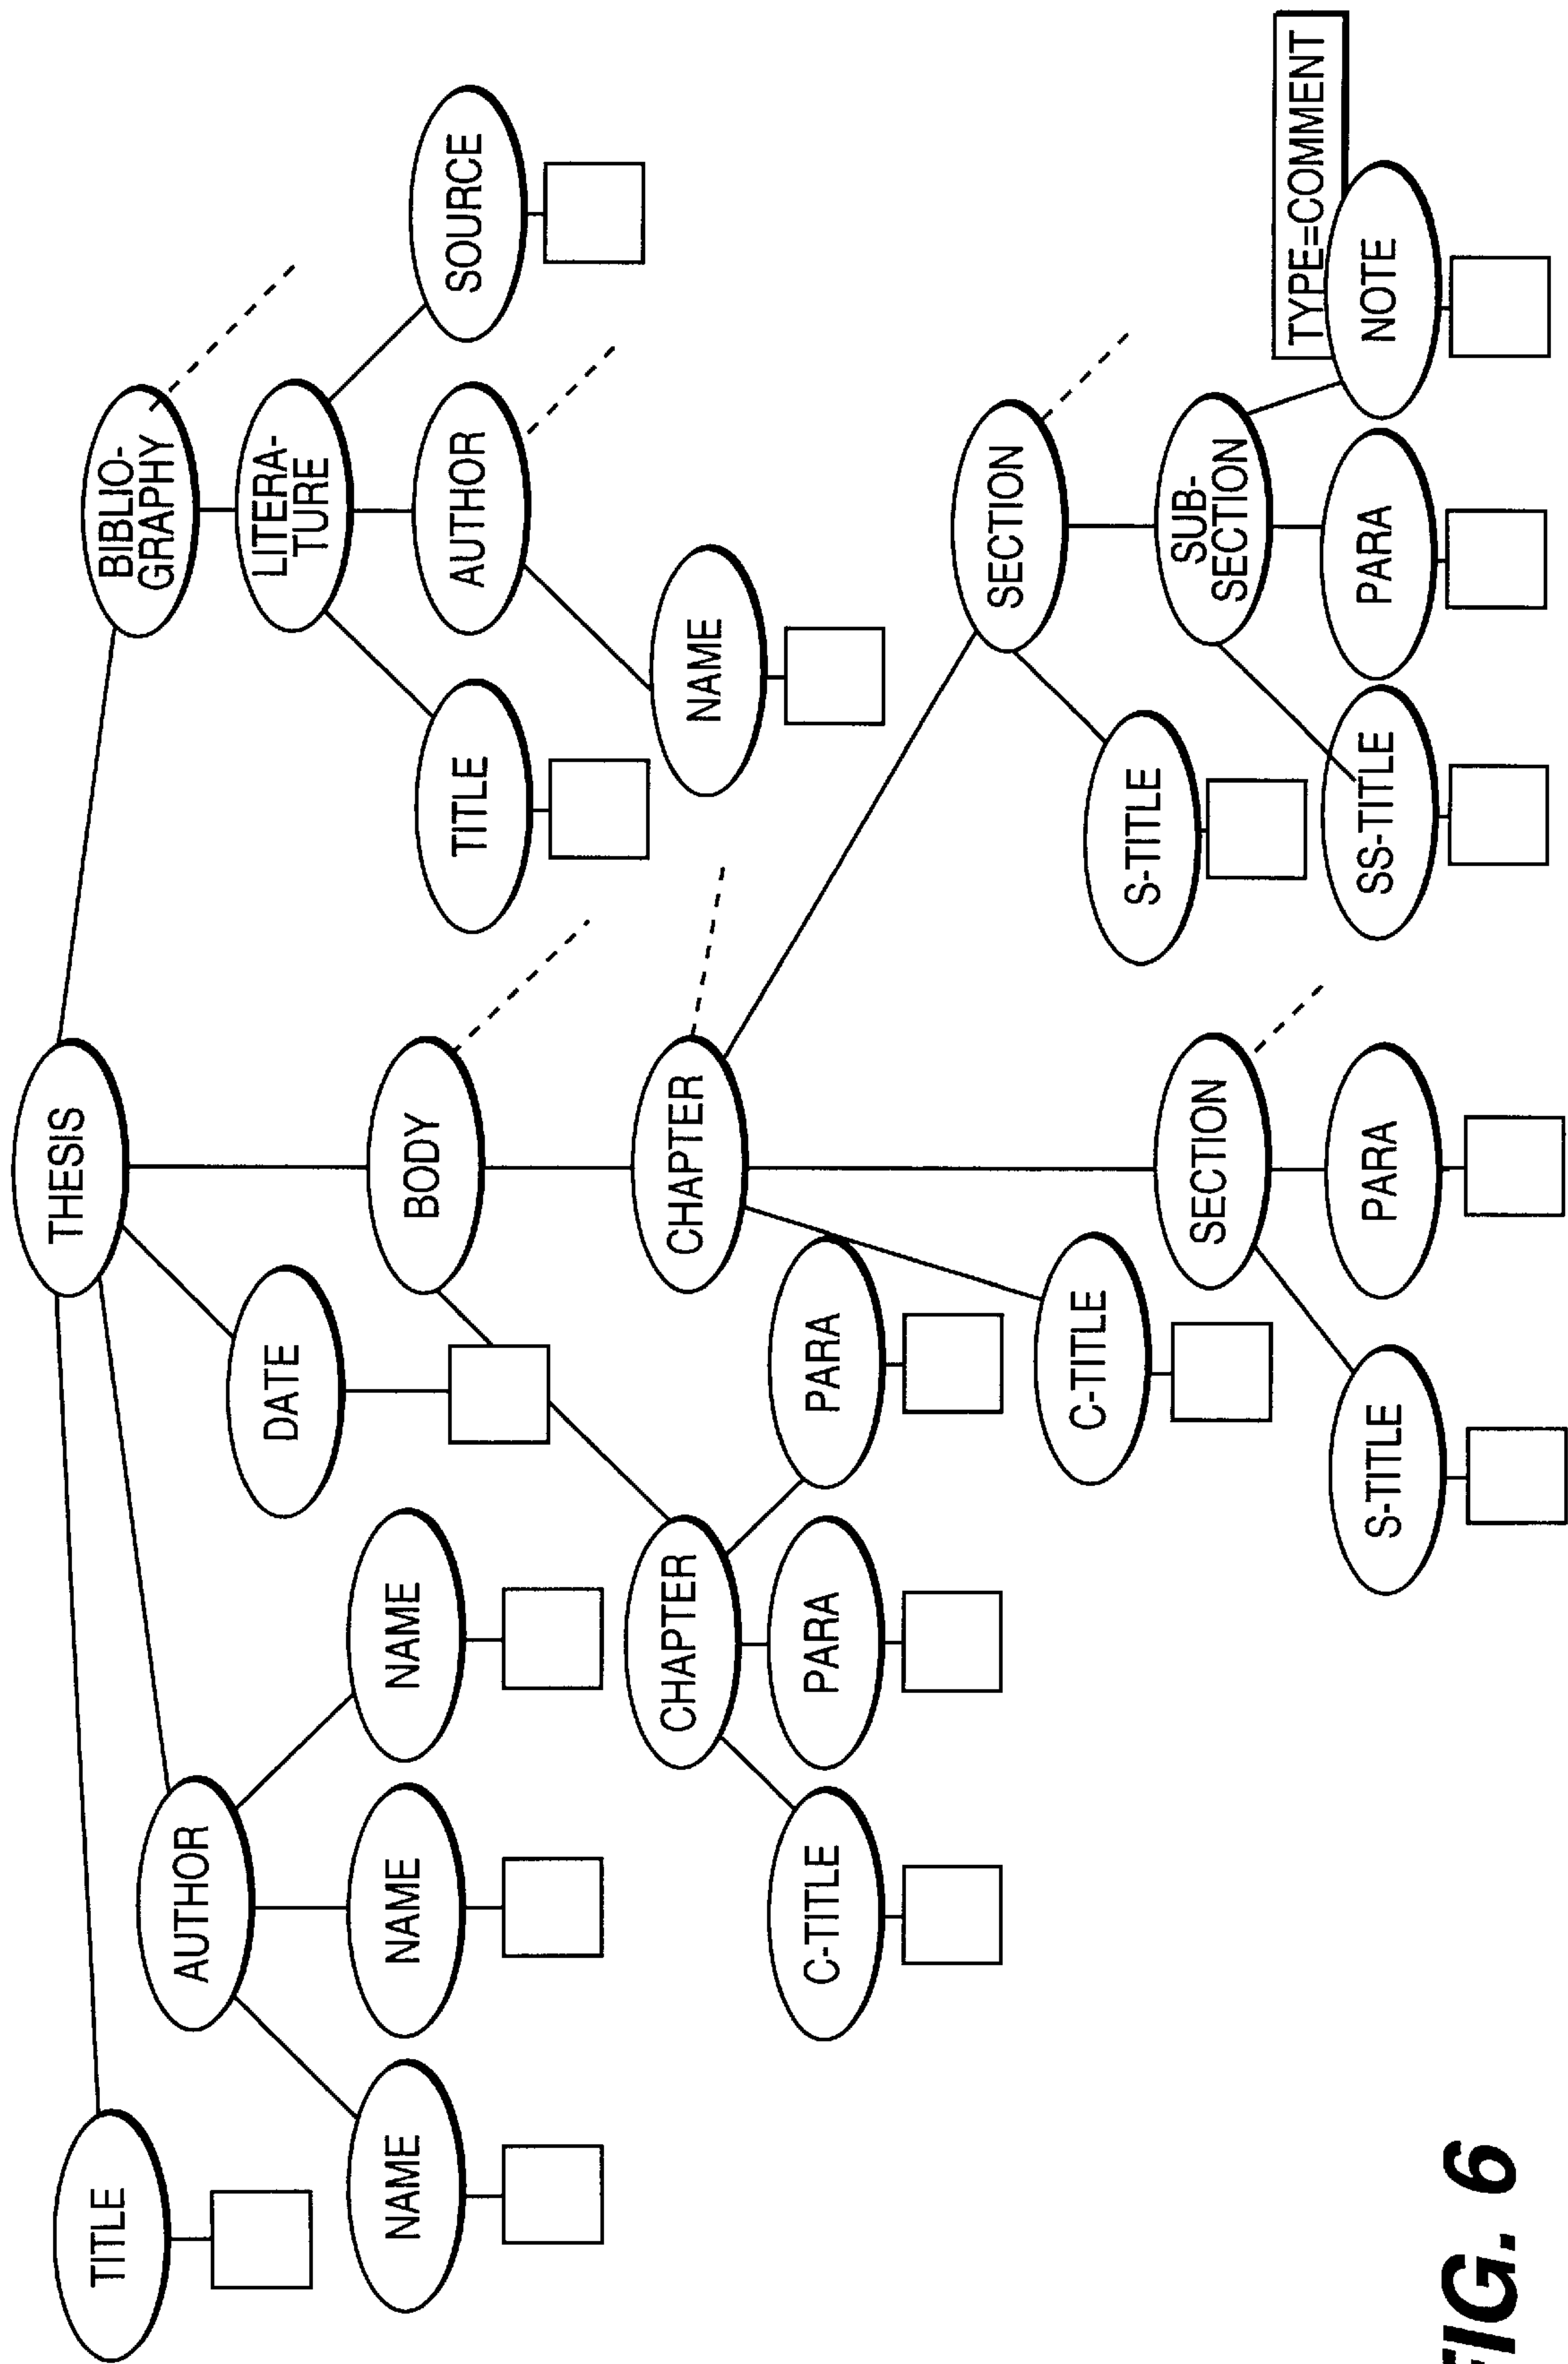 THESIS
TITLE
BIBLIO-
GRAPHY
AUTHOR
DATE
LITERA-
TURE
NAME
NAME
NAME
BODY
TITLE
AUTHOR
SOURCE
CHAPTER
CHAPTER
NAME
C-TITLE
PARA
PARA
SECTION
C-TITLE
S-TITLE
SECTION
SUB-
SECTION
TYPE=COMMENT
S-TITLE
PARA
SS-TITLE
PARA
NOTE
FIG. 6